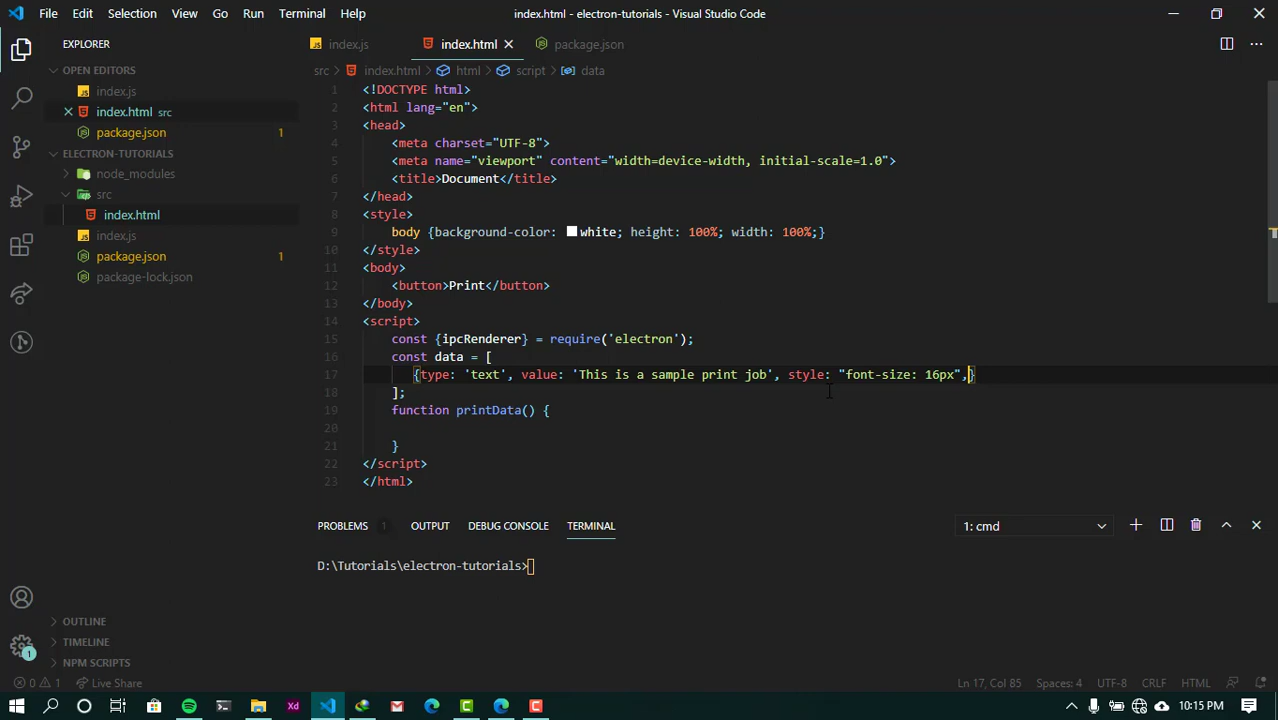 File Edit Selection View Go Run Terminal Help index.html - electron-tutorials - Visual Studio Code
EXPLORER
OPEN EDITORS
index.js
index.html src
package.json 1
ELECTRON-TUTORIALS
node_modules
src
index.html
index.js
package.json 1
package-lock.json
OUTLINE
TIMELINE
NPM SCRIPTS
index.js index.html package.json
src index.html html script data
1 <!DOCTYPE html>
2 <html lang="en">
3 <head>
4 <meta charset="UTF-8">
5 <meta name="viewport" content="width=device-width, initial-scale=1.0">
6 <title>Document</title>
7 </head>
8 <style>
9 body {background-color: white; height: 100%; width: 100%;}
10 </style>
11 <body>
12 <button>Print</button>
13 </body>
14 <script>
15 const {ipcRenderer} = require('electron');
16 const data = [
17 {type: 'text', value: 'This is a sample print job', style: "font-size: 16px",}
18 ];
19 function printData() {
20
21 }
22 </script>
23 </html>
PROBLEMS 1 OUTPUT DEBUG CONSOLE TERMINAL 1: cmd
D:\Tutorials\electron-tutorials>
1
0 1 Live Share Ln 17, Col 85 Spaces: 4 UTF-8 CRLF HTML
Xd 10:15 PM